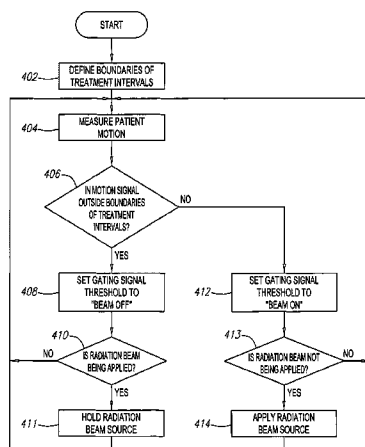 START
402
DEFINE BOUNDARIES OF
TREATMENT INTERVALS
404
MEASURE PATIENT
MOTION
406
IN MOTION SIGNAL
OUTSIDE BOUNDARIES
OF TREATMENT
INTERVALS?
NO
YES
408
SET GATING SIGNAL
THRESHOLD TO
"BEAM OFF"
412
SET GATING SIGNAL
THRESHOLD TO
"BEAM ON"
410
NO
IS RADIATION BEAM
BEING APPLIED?
413
IS RADIATION BEAM NOT
BEING APPLIED?
NO
YES
YES
411
HOLD RADIATION
BEAM SOURCE
414
APPLY RADIATION
BEAM SOURCE